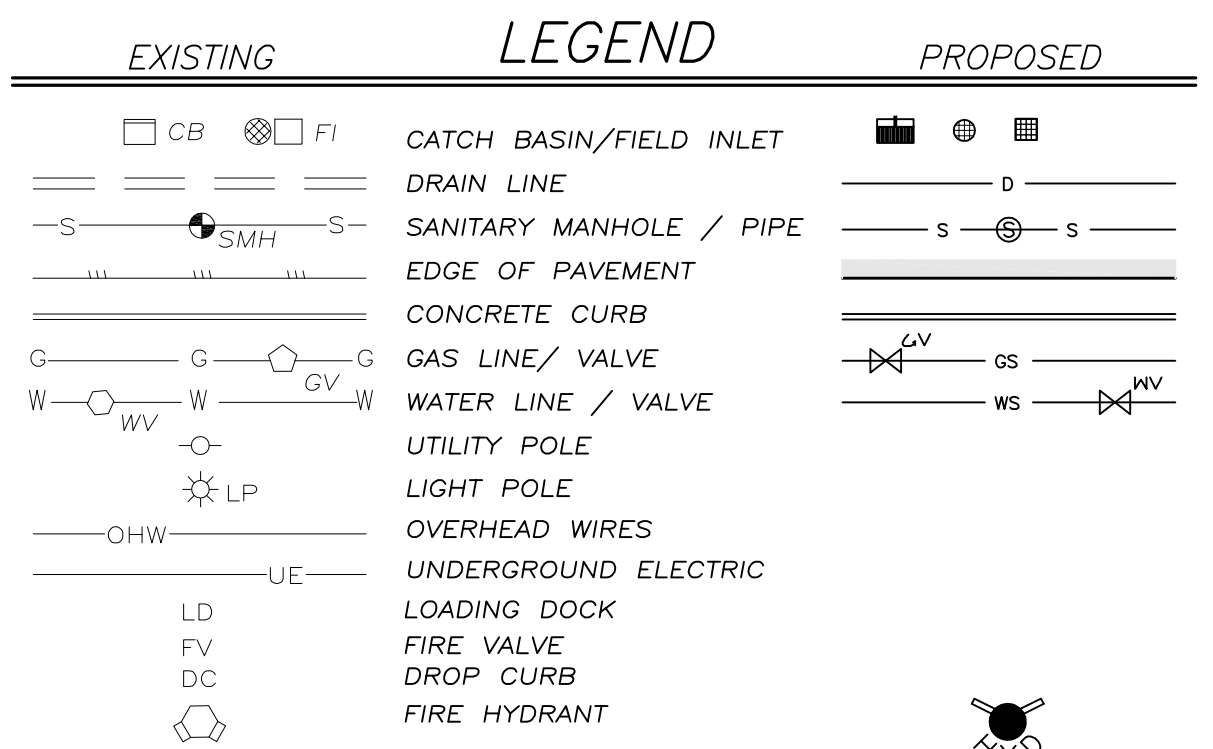 LEGEND
EXISTING PROPOSED
CB FI CATCH BASIN/FIELD INLET
DRAIN LINE D
S SMH S SANITARY MANHOLE / PIPE S S S
EDGE OF PAVEMENT
CONCRETE CURB
G G GV G GAS LINE/ VALVE GV GS
W WV W W WATER LINE / VALVE WS WV
UTILITY POLE
LP LIGHT POLE
OHW OVERHEAD WIRES
UE UNDERGROUND ELECTRIC
LD LOADING DOCK
FV FIRE VALVE
DC DROP CURB
FIRE HYDRANT
HYD